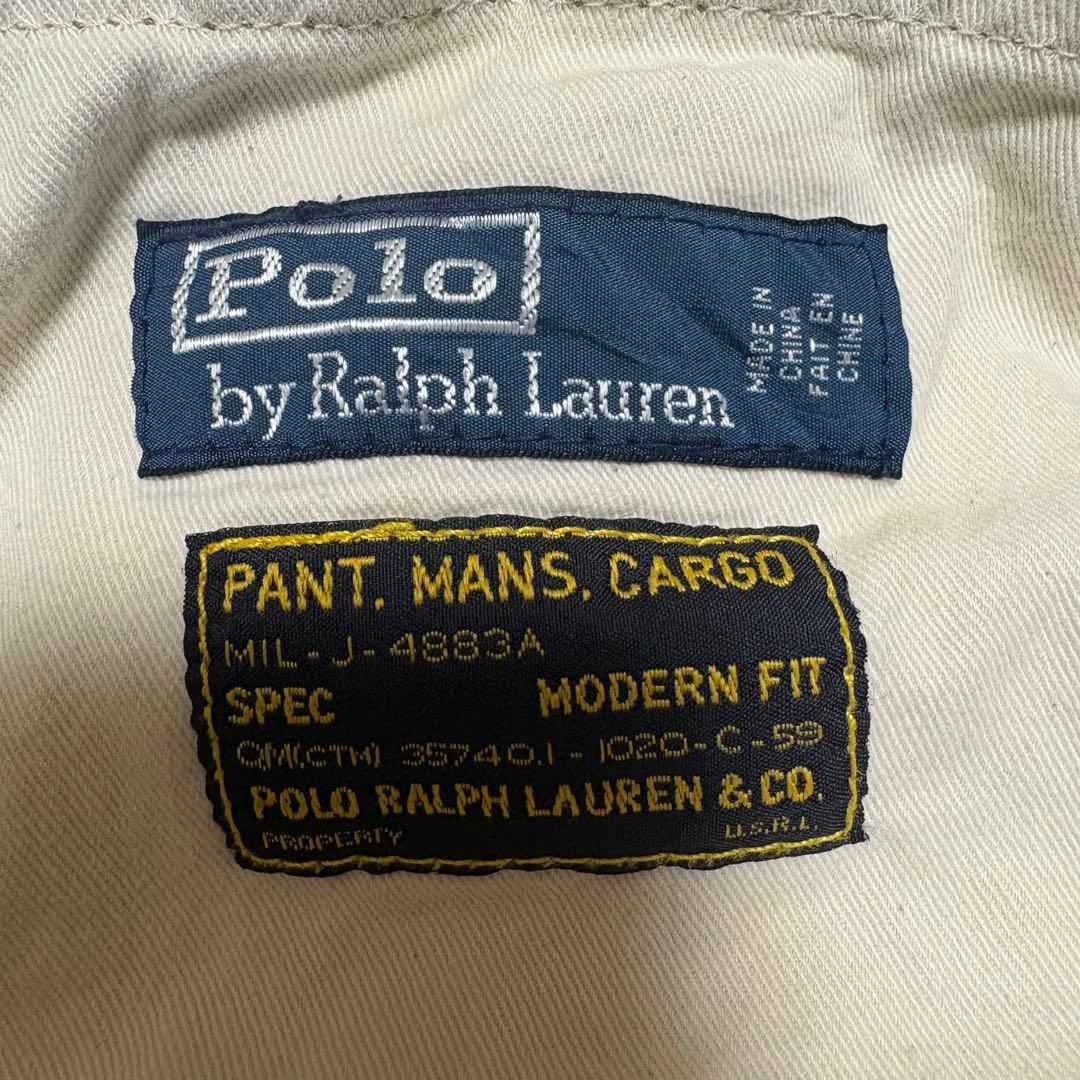 Polo
by Ralph Lauren
MADE IN
CHINA
FAIT EN
CHINE
PANT. MANS. CARGO
MIL-J-4883A
SPEC MODERN FIT
QM(CTM) 35740.1-1020-C-59
POLO RALPH LAUREN & CO.
PROPERTY U.S.R.L.